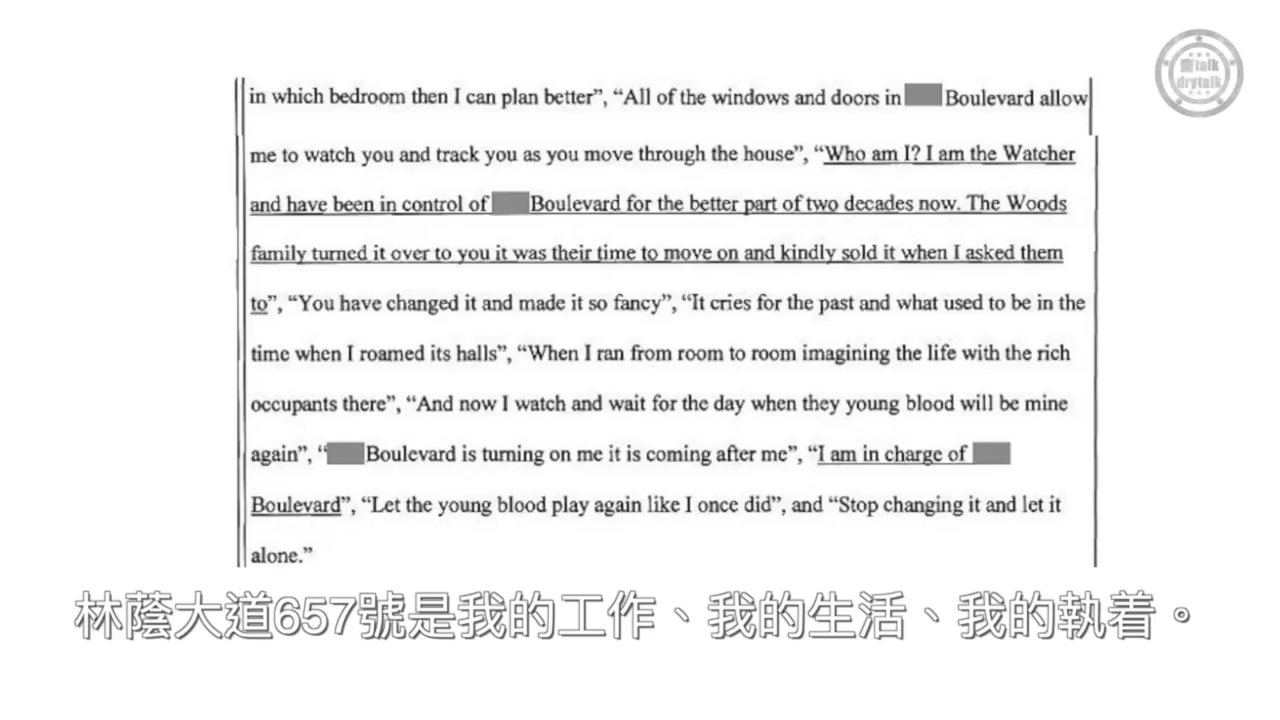 齋talk
drytalk
in which bedroom then I can plan better”, “All of the windows and doors in Boulevard allow
me to watch you and track you as you move through the house”, “Who am I? I am the Watcher
and have been in control of Boulevard for the better part of two decades now. The Woods
family turned it over to you it was their time to move on and kindly sold it when I asked them
to”, “You have changed it and made it so fancy”, “It cries for the past and what used to be in the
time when I roamed its halls”, “When I ran from room to room imagining the life with the rich
occupants there”, “And now I watch and wait for the day when they young blood will be mine
again”, “ Boulevard is turning on me it is coming after me”, “I am in charge of
Boulevard”, “Let the young blood play again like I once did”, and “Stop changing it and let it
alone.”
林蔭大道657號是我的工作、我的生活、我的執着。